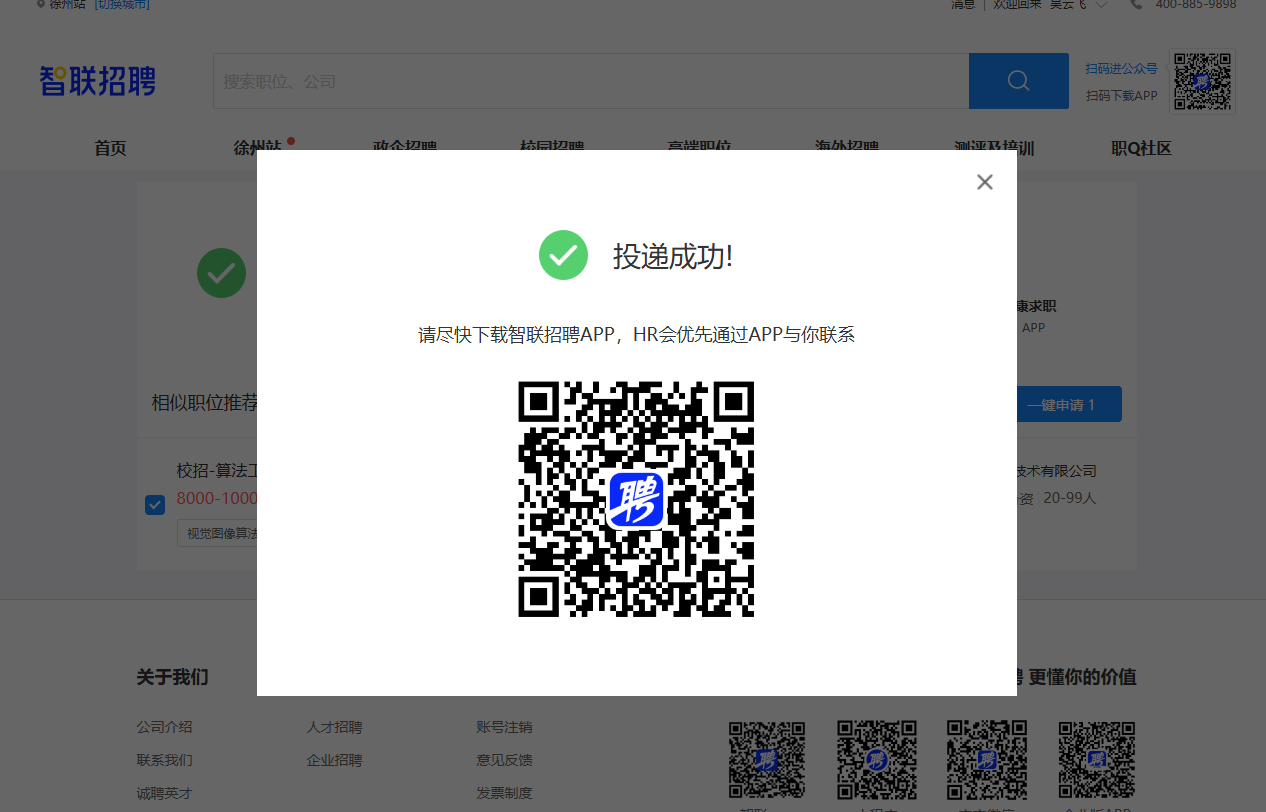 徐州站 [切换城市]
消息 | 欢迎回来 吴云飞 400-885-9898
智联招聘
搜索职位、公司
扫码进公众号
扫码下载APP
首页 徐州站 政企招聘 校园招聘 高端职位 海外招聘 测评及培训 职Q社区
投递成功!
请尽快下载智联招聘APP，HR会优先通过APP与你联系
聘
康求职
APP
相似职位推荐
一键申请 1
校招-算法工
技术有限公司
8000-1000
资 20-99人
视觉图像算法
关于我们
聘 更懂你的价值
公司介绍 人才招聘 账号注销
联系我们 企业招聘 意见反馈
诚聘英才 发票制度